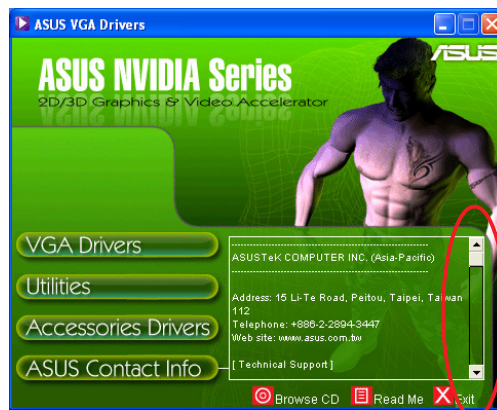 ASUS VGA Drivers
ASUS
ASUS NVIDIA Series
2D/3D Graphics & Video Accelerator
VGA Drivers
Utilities
Accessories Drivers
ASUS Contact Info
-------------------------------------------------------
ASUSTeK COMPUTER INC. (Asia-Pacific)
-------------------------------------------------------
Address: 15 Li-Te Road, Peitou, Taipei, Taiwan
112
Telephone: +886-2-2894-3447
Web site: www.asus.com.tw
[ Technical Support ]
Browse CD
Read Me
Exit